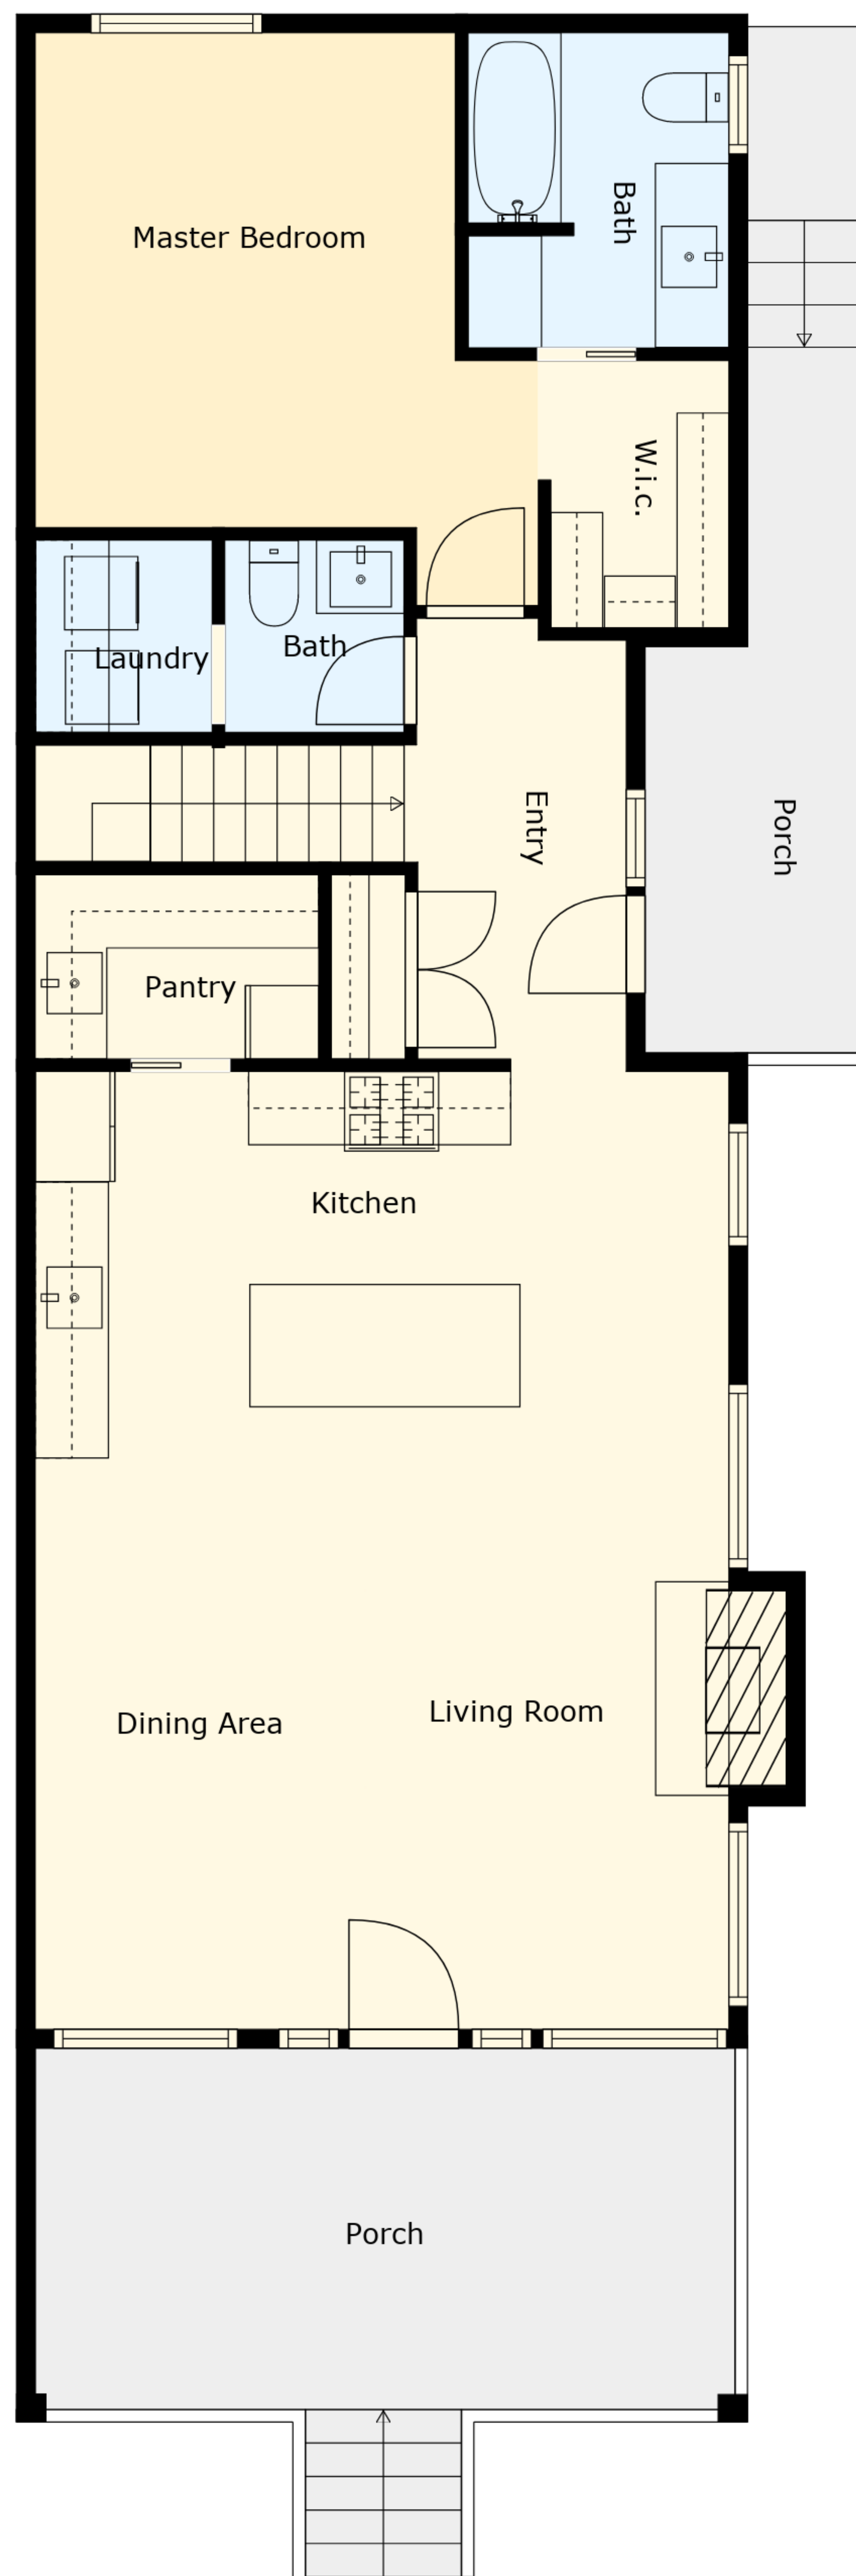 Master Bedroom
Bath
W.i.c.
Laundry
Bath
Entry
Porch
Pantry
Kitchen
Dining Area
Living Room
Porch